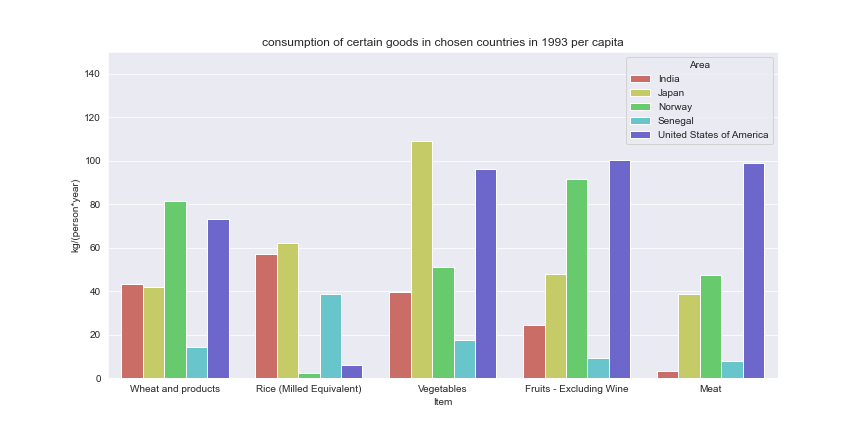 consumption of certain goods in chosen countries in 1993 per capita
Area
India
Japan
Norway
Senegal
United States of America
kg/(person*year)
140
120
100
80
60
40
20
0
Wheat and products
Rice (Milled Equivalent)
Vegetables
Fruits - Excluding Wine
Meat
Item